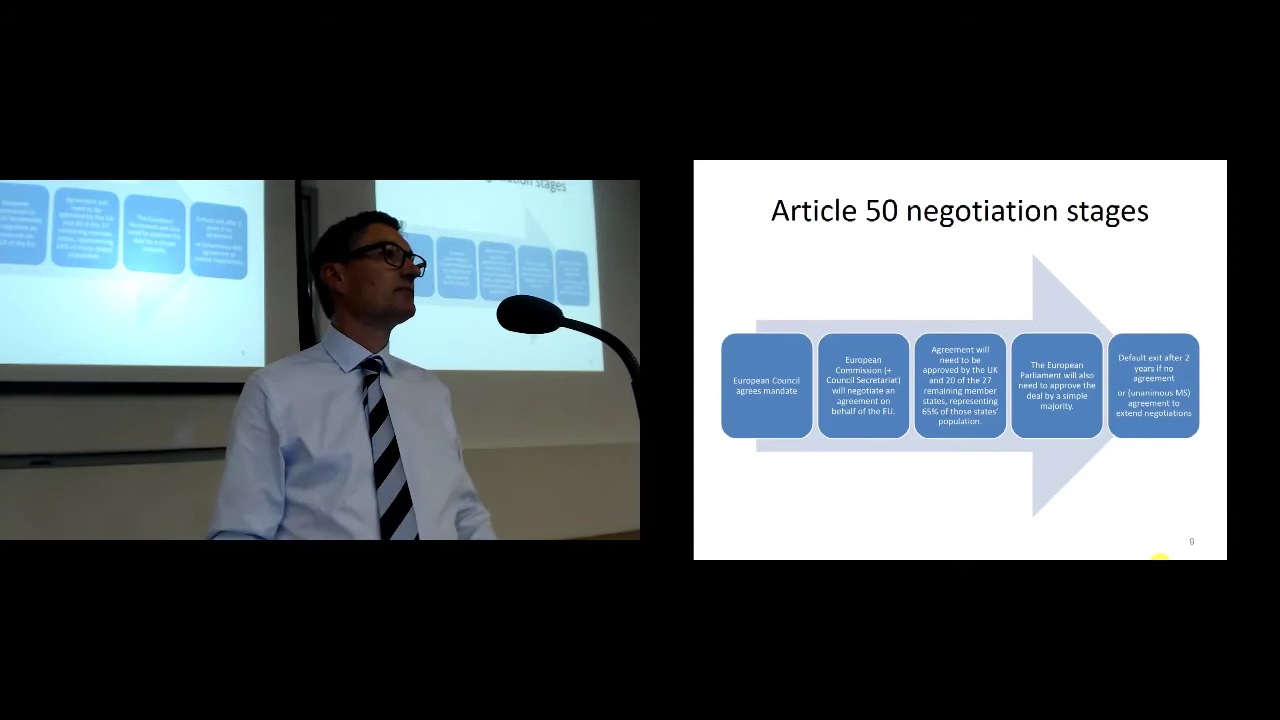 Article 50 negotiation stages
European Council
agrees mandate
European
Commission (+
Council Secretariat)
will negotiate an
agreement on
behalf of the EU.
Agreement will
need to be
approved by the UK
and 20 of the 27
remaining member
states, representing
65% of those states'
population.
The European
Parliament will also
need to approve the
deal by a simple
majority.
Default exit after 2
years if no
agreement
or (unanimous MS)
agreement to
extend negotiations
9